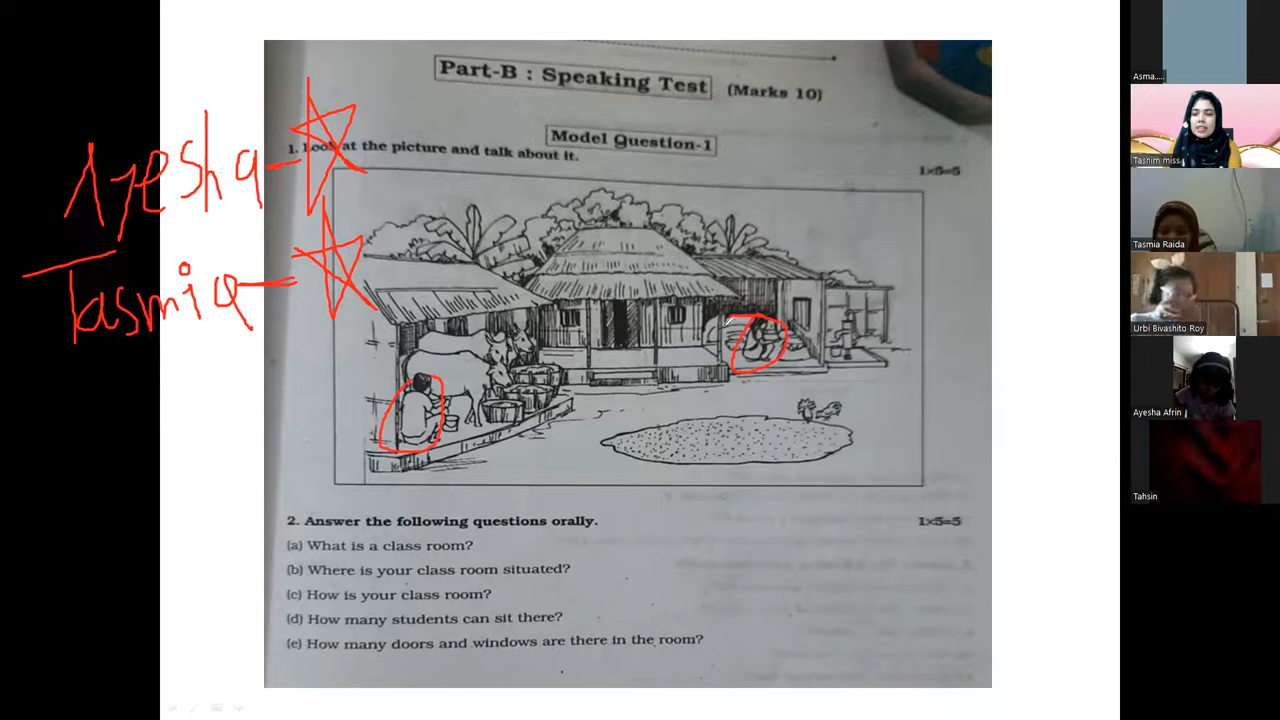 Part-B : Speaking Test (Marks 10)
Model Question-1
1. Look at the picture and talk about it.
1×5=5
Ayesha-
Tasmia-
2. Answer the following questions orally.
1×5=5
(a) What is a class room?
(b) Where is your class room situated?
(c) How is your class room?
(d) How many students can sit there?
(e) How many doors and windows are there in the room?
Asma.....
Tasnim miss
Tasmia Raida
Urbi Bivashito Roy
Ayesha Afrin
Tahsin